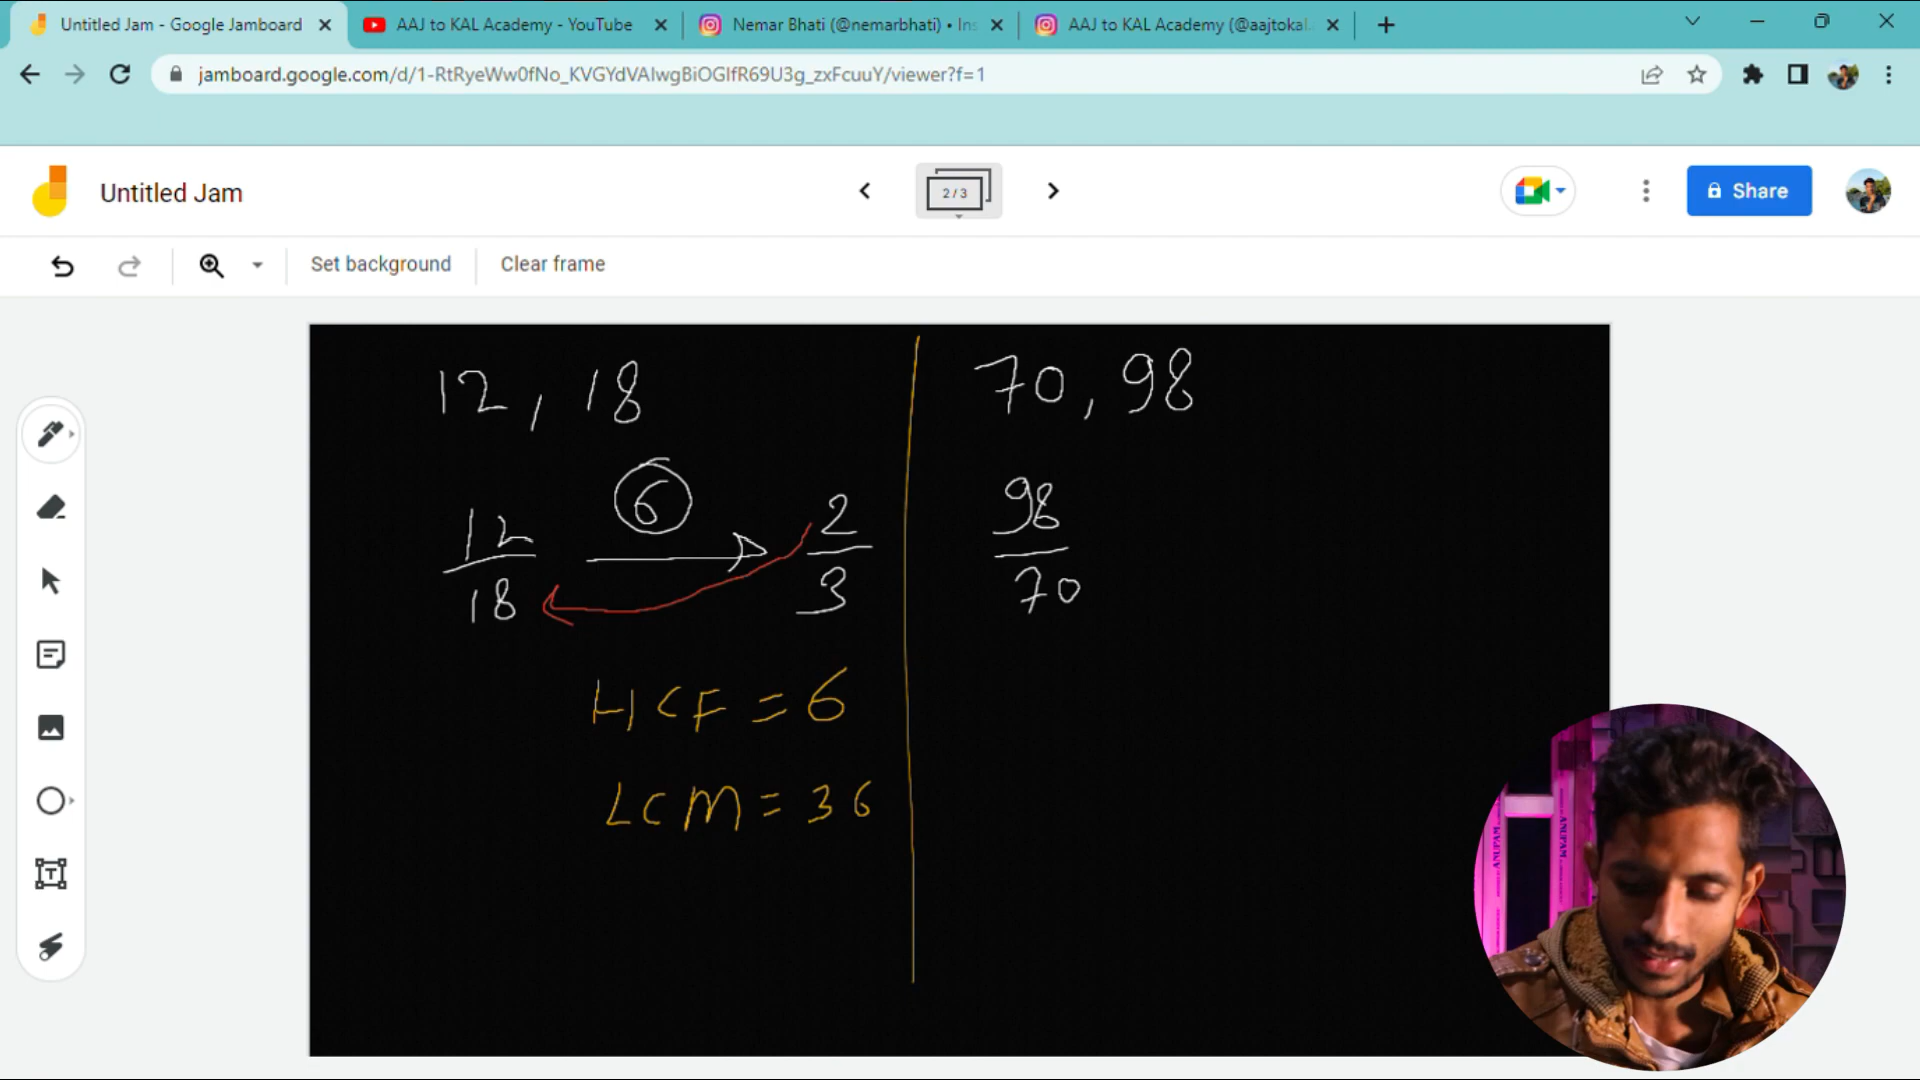 Untitled Jam - Google Jamboard
AAJ to KAL Academy - YouTube
Nemar Bhati (@nemarbhati) • Ins
AAJ to KAL Academy (@aajtokal.
jamboard.google.com/d/1-RtRyeWw0fNo_KVGYdVAIwgBiOGIfR69U3g_zxFcuuY/viewer?f=1
Untitled Jam
2 / 3
Share
Set background
Clear frame
12, 18
12/18
6
2/3
HCF = 6
LCM = 36
70, 98
98/70
ANUPAM
ANUPAM